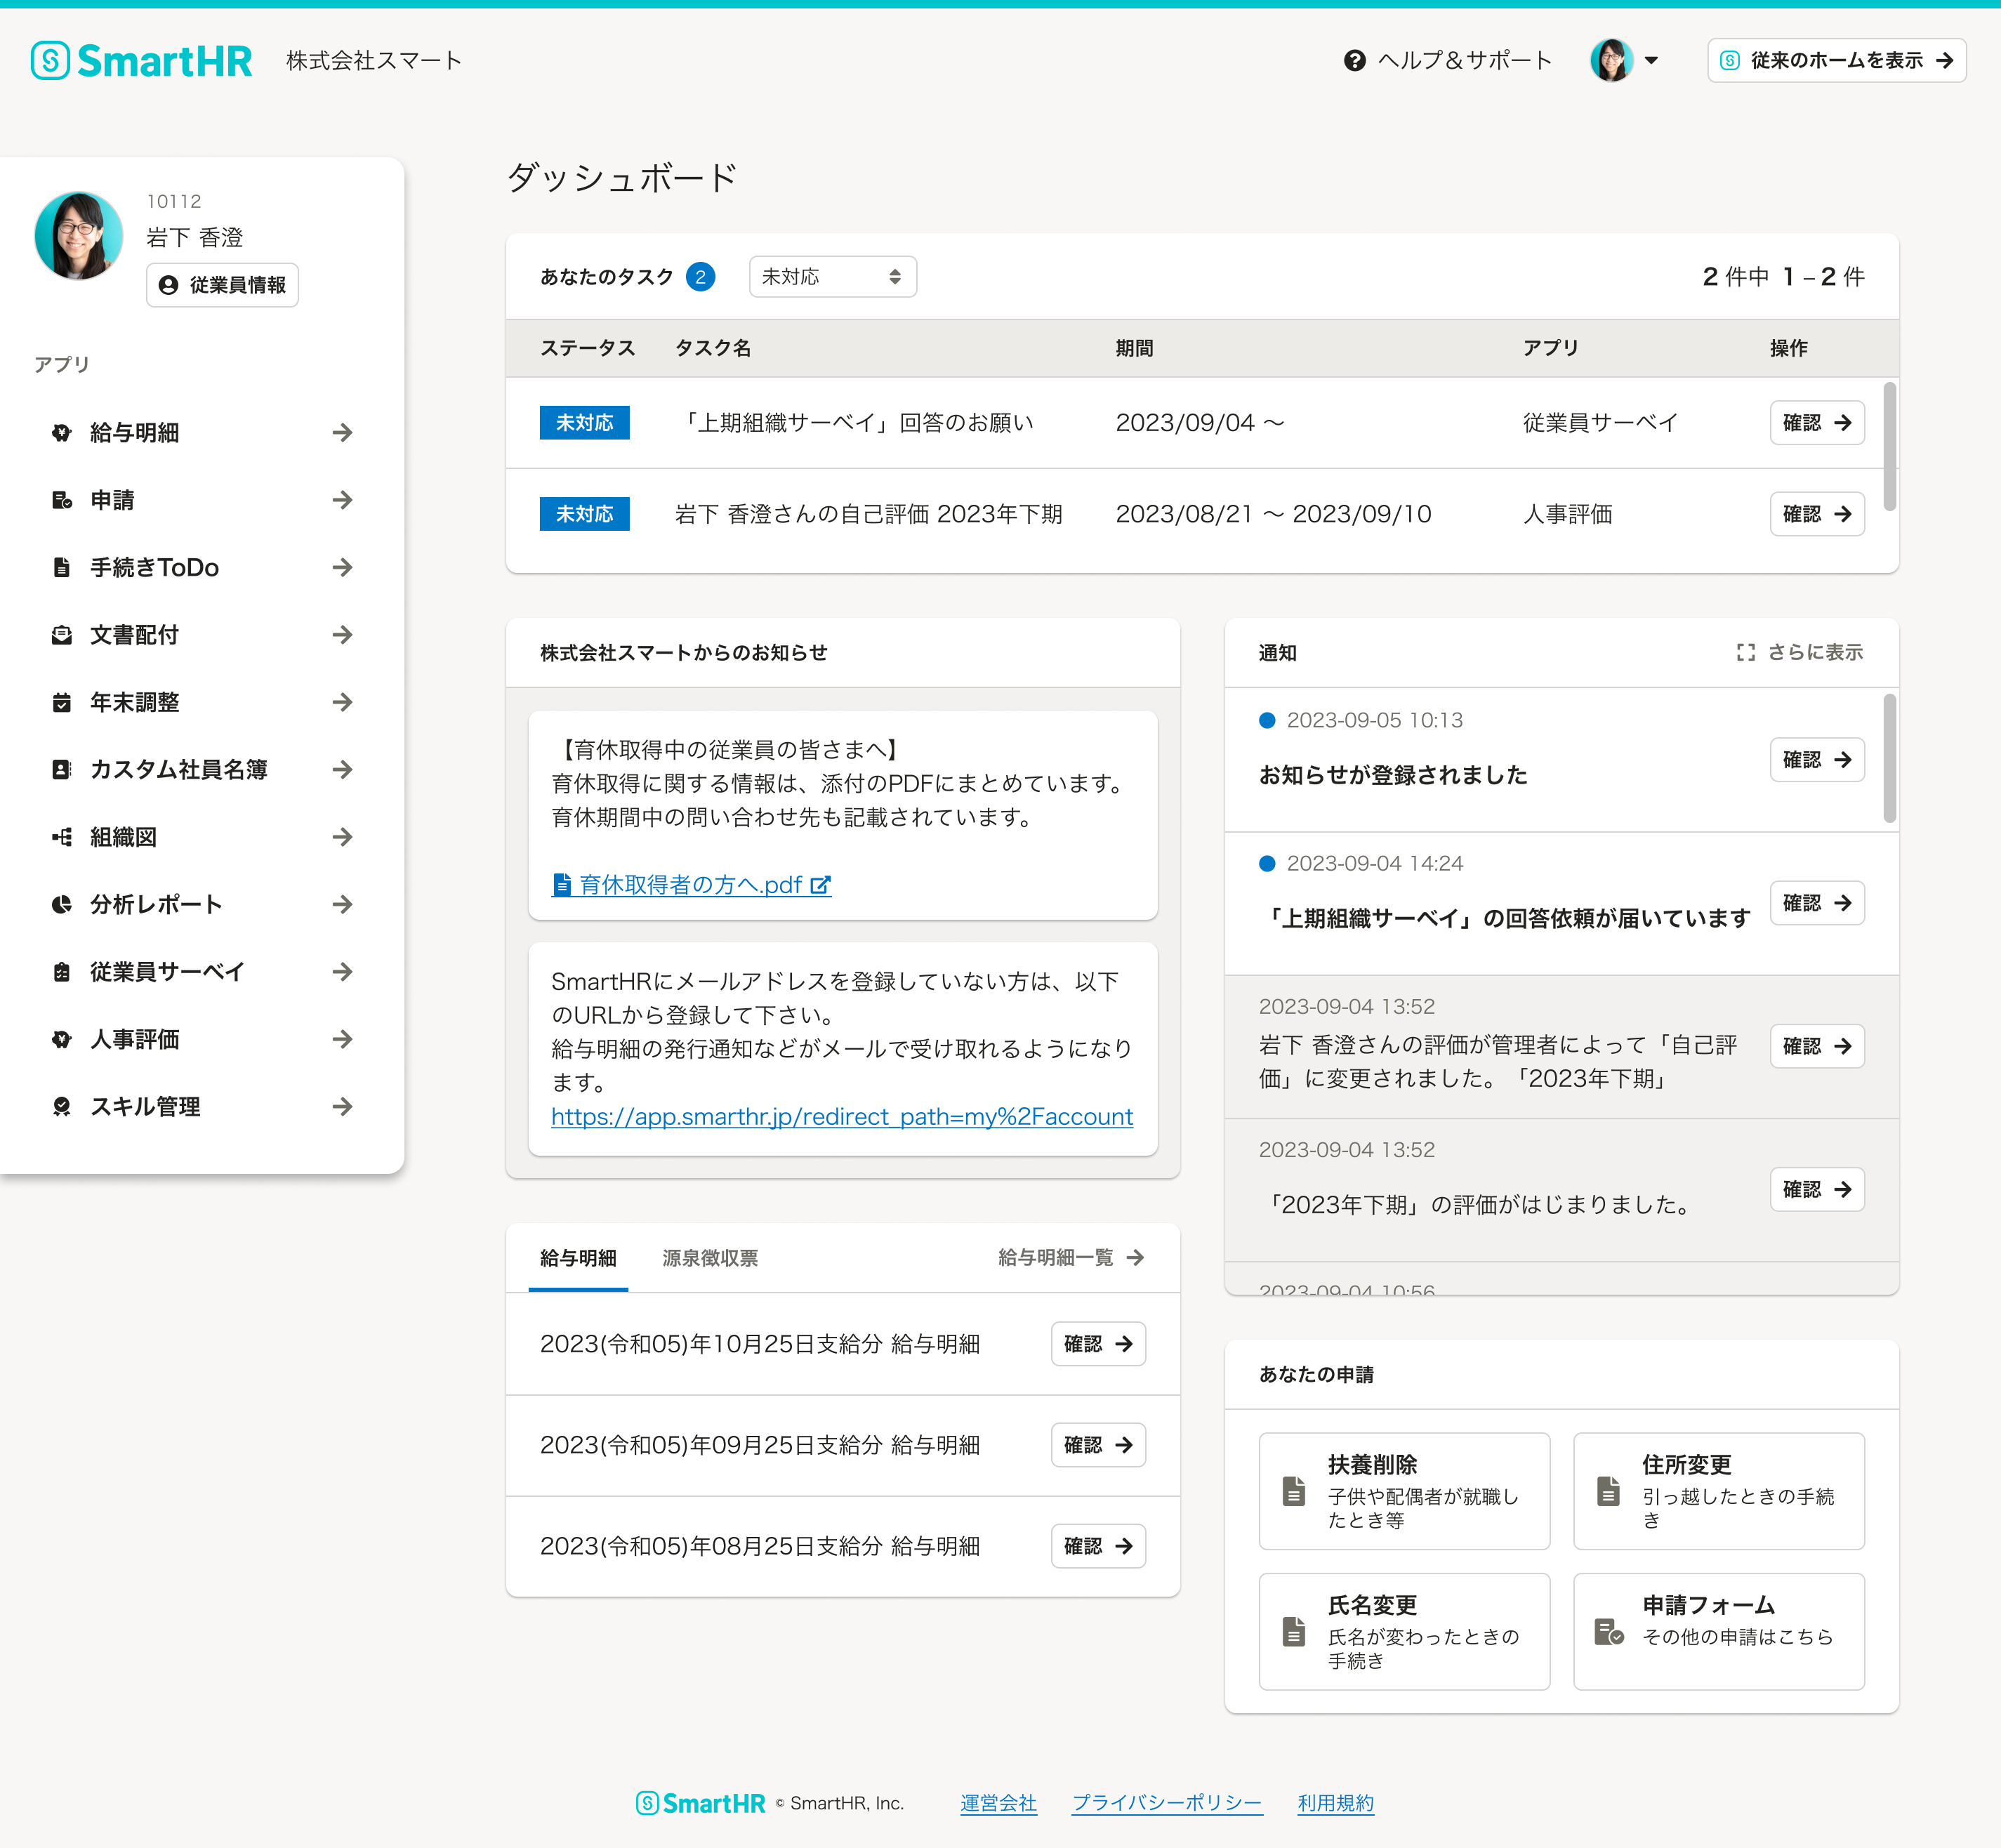 SmartHR
株式会社スマート
ヘルプ＆サポート
従来のホームを表示
10112
岩下 香澄
従業員情報
アプリ
給与明細
申請
手続きToDo
文書配付
年末調整
カスタム社員名簿
組織図
分析レポート
従業員サーベイ
人事評価
スキル管理
ダッシュボード
あなたのタスク 2 未対応 2 件中 1 – 2 件
ステータス タスク名 期間 アプリ 操作
未対応 「上期組織サーベイ」回答のお願い 2023/09/04 〜 従業員サーベイ 確認
未対応 岩下 香澄さんの自己評価 2023年下期 2023/08/21 〜 2023/09/10 人事評価 確認
株式会社スマートからのお知らせ
【育休取得中の従業員の皆さまへ】
育休取得に関する情報は、添付のPDFにまとめています。
育休期間中の問い合わせ先も記載されています。
育休取得者の方へ.pdf
SmartHRにメールアドレスを登録していない方は、以下
のURLから登録して下さい。
給与明細の発行通知などがメールで受け取れるようになり
ます。
https://app.smarthr.jp/redirect_path=my%2Faccount
通知 さらに表示
2023-09-05 10:13
お知らせが登録されました 確認
2023-09-04 14:24
「上期組織サーベイ」の回答依頼が届いています 確認
2023-09-04 13:52
岩下 香澄さんの評価が管理者によって「自己評
価」に変更されました。「2023年下期」 確認
2023-09-04 13:52
「2023年下期」の評価がはじまりました。 確認
2023-09-04 10:56
給与明細 源泉徴収票 給与明細一覧
2023(令和05)年10月25日支給分 給与明細 確認
2023(令和05)年09月25日支給分 給与明細 確認
2023(令和05)年08月25日支給分 給与明細 確認
あなたの申請
扶養削除
子供や配偶者が就職し
たとき等
住所変更
引っ越したときの手続
き
氏名変更
氏名が変わったときの
手続き
申請フォーム
その他の申請はこちら
SmartHR © SmartHR, Inc. 運営会社 プライバシーポリシー 利用規約